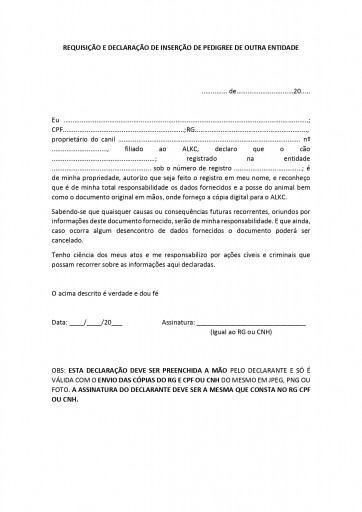 REQUISIÇÃO E DECLARAÇÃO DE INSERÇÃO DE PEDIGREE DE OUTRA ENTIDADE
.............. de................................20.....
Eu ........................................................................................................................................;
CPF....................................................................;RG..............................................................,
proprietário do canil ...................................................................................... nº
..............................., filiado ao ALKC, declaro que o cão
.........................................................; registrado na entidade
........................................................ sob o número de registro .....................................; é
de minha propriedade, autorizo que seja feito o registro em meu nome, e reconheço
que é de minha total responsabilidade os dados fornecidos e a posse do animal bem
como o documento original em mãos, onde forneço a cópia digital para o ALKC.
Sabendo-se que quaisquer causas ou consequências futuras recorrentes, oriundos por
informações deste documento fornecido, serão de minha responsabilidade. E que ainda,
caso ocorra algum desencontro de dados fornecidos o documento poderá ser
cancelado.
Tenho ciência dos meus atos e me responsabilizo por ações cíveis e criminais que
possam recorrer sobre as informações aqui declaradas.
O acima descrito é verdade e dou fé
Data: ____/____/20___ Assinatura: ________________________________
(Igual ao RG ou CNH)
OBS: ESTA DECLARAÇÃO DEVE SER PREENCHIDA A MÃO PELO DECLARANTE E SÓ É
VÁLIDA COM O ENVIO DAS CÓPIAS DO RG E CPF OU CNH DO MESMO EM JPEG, PNG OU
FOTO. A ASSINATURA DO DECLARANTE DEVE SER A MESMA QUE CONSTA NO RG CPF
OU CNH.